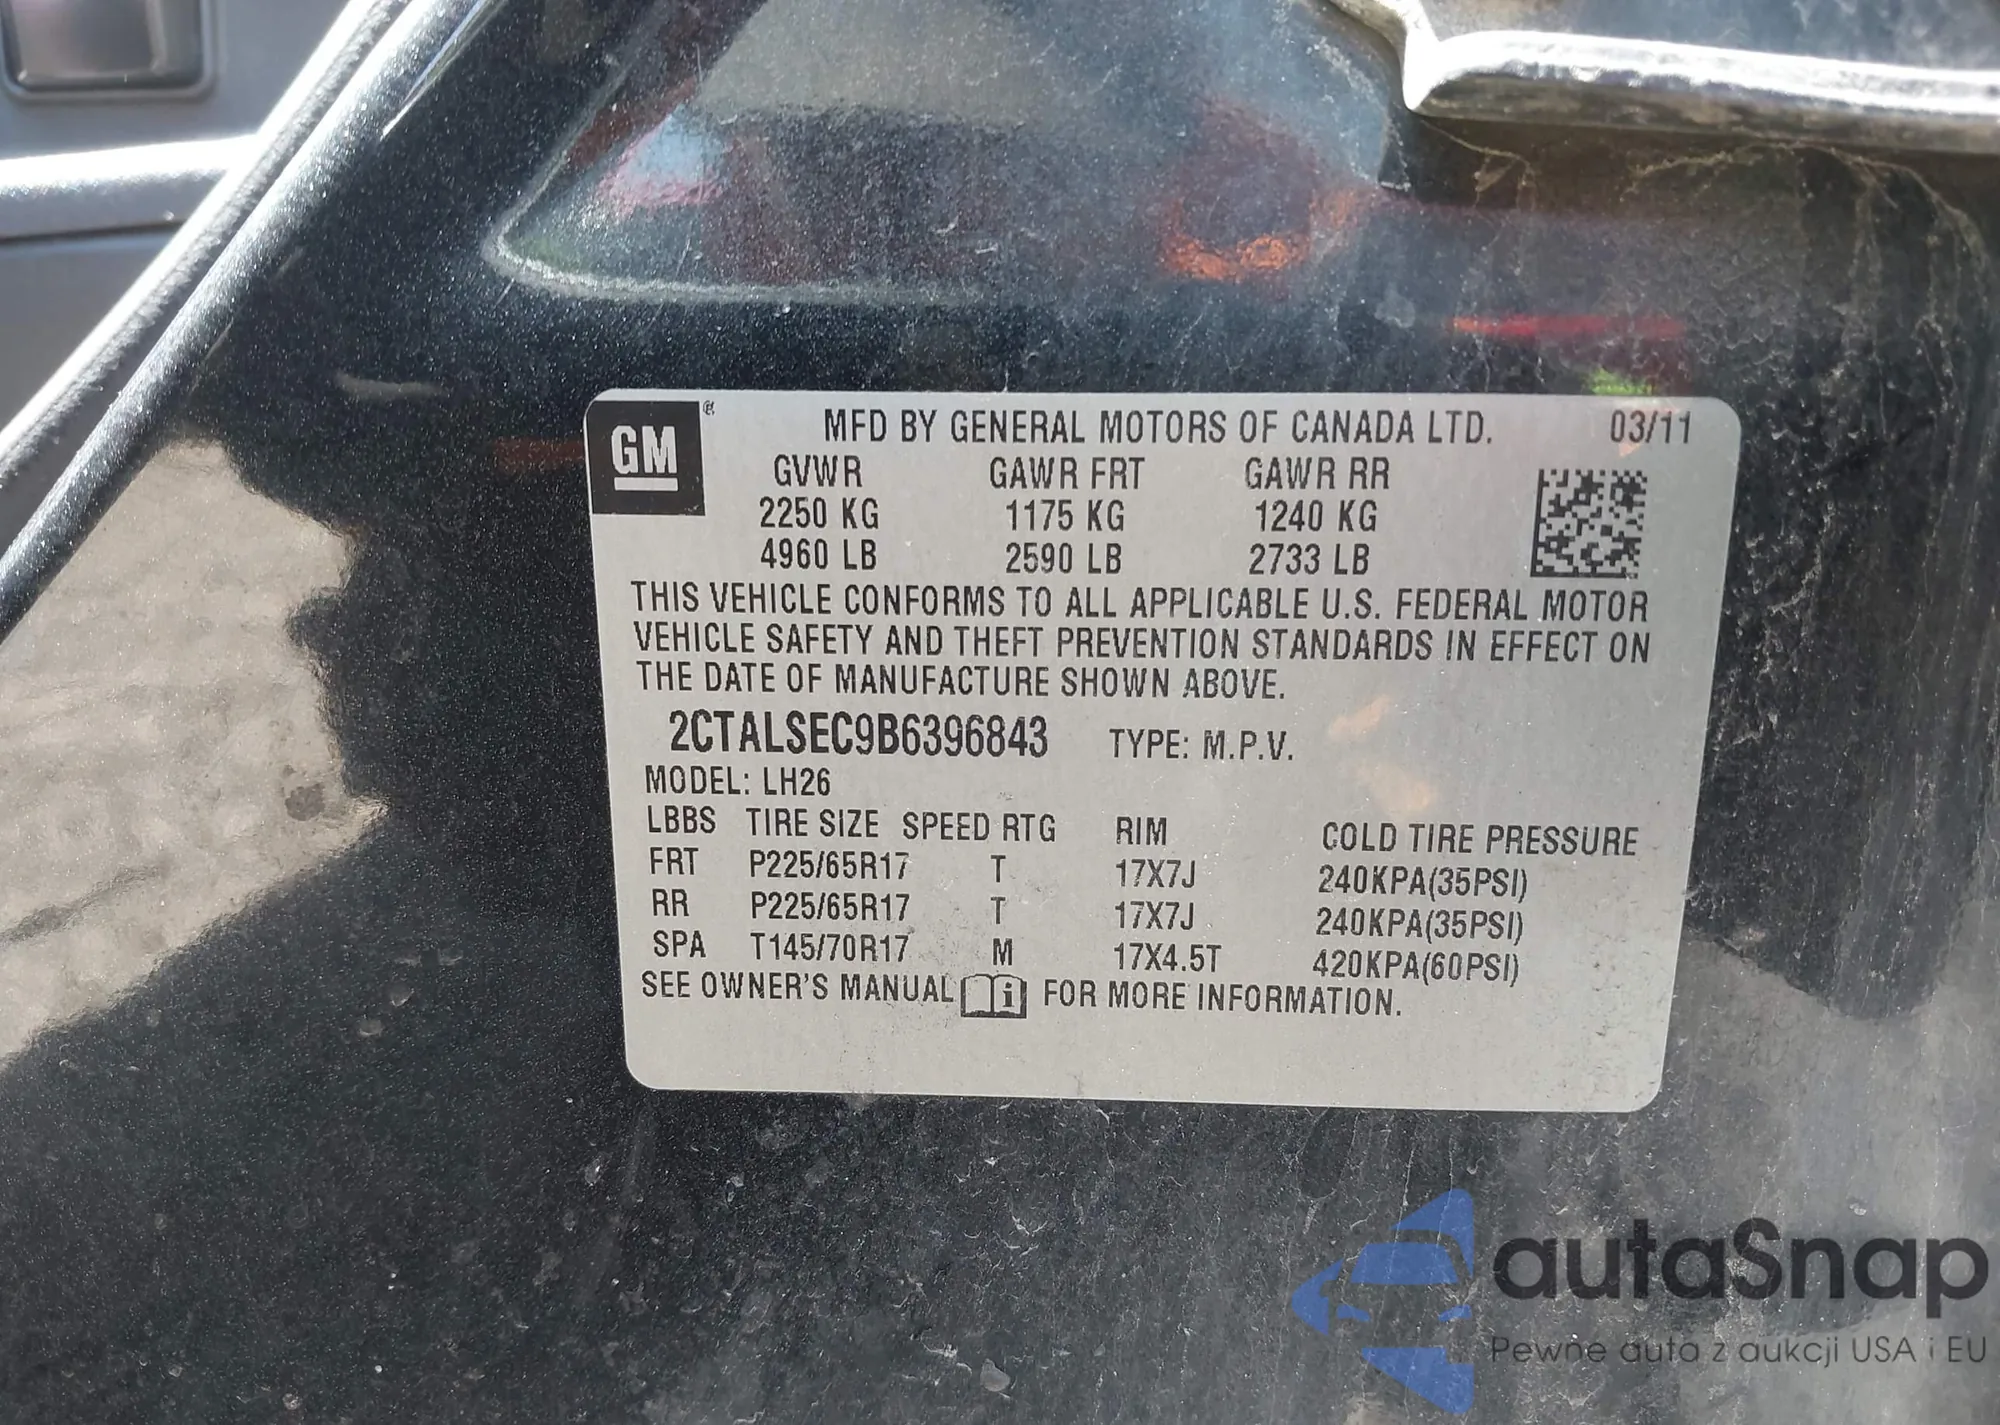 GM
MFD BY GENERAL MOTORS OF CANADA LTD. 03/11
GVWR GAWR FRT GAWR RR
2250 KG 1175 KG 1240 KG
4960 LB 2590 LB 2733 LB
THIS VEHICLE CONFORMS TO ALL APPLICABLE U.S. FEDERAL MOTOR
VEHICLE SAFETY AND THEFT PREVENTION STANDARDS IN EFFECT ON
THE DATE OF MANUFACTURE SHOWN ABOVE.
2CTALSEC9B6396843 TYPE: M.P.V.
MODEL: LH26
LBBS TIRE SIZE SPEED RTG RIM COLD TIRE PRESSURE
FRT P225/65R17 T 17X7J 240KPA(35PSI)
RR P225/65R17 T 17X7J 240KPA(35PSI)
SPA T145/70R17 M 17X4.5T 420KPA(60PSI)
SEE OWNER'S MANUAL i FOR MORE INFORMATION.
autaSnap
Pewne auta z aukcji USA i EU